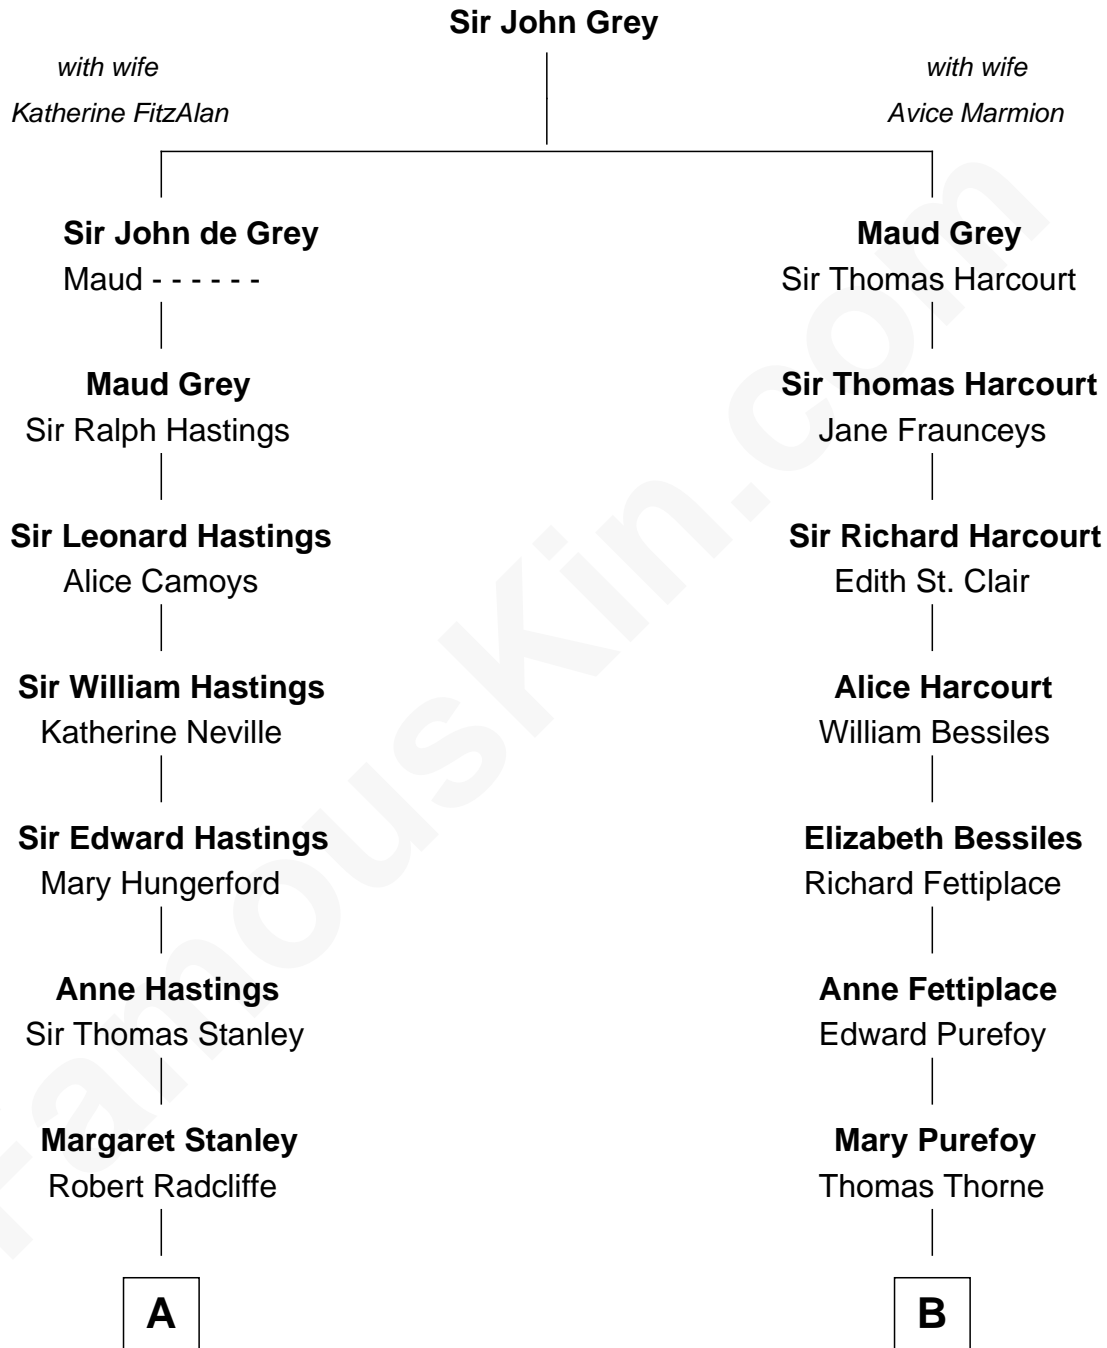 Sir John Grey
with wife
Katherine FitzAlan
with wife
Avice Marmion
Sir John de Grey
Maud - - - - - -
Maud Grey
Sir Thomas Harcourt
Maud Grey
Sir Ralph Hastings
Sir Thomas Harcourt
Jane Fraunceys
Sir Leonard Hastings
Alice Camoys
Sir Richard Harcourt
Edith St. Clair
Sir William Hastings
Katherine Neville
Alice Harcourt
William Bessiles
Sir Edward Hastings
Mary Hungerford
Elizabeth Bessiles
Richard Fettiplace
Anne Hastings
Sir Thomas Stanley
Anne Fettiplace
Edward Purefoy
Margaret Stanley
Robert Radcliffe
Mary Purefoy
Thomas Thorne
A
B
FamousKin.com